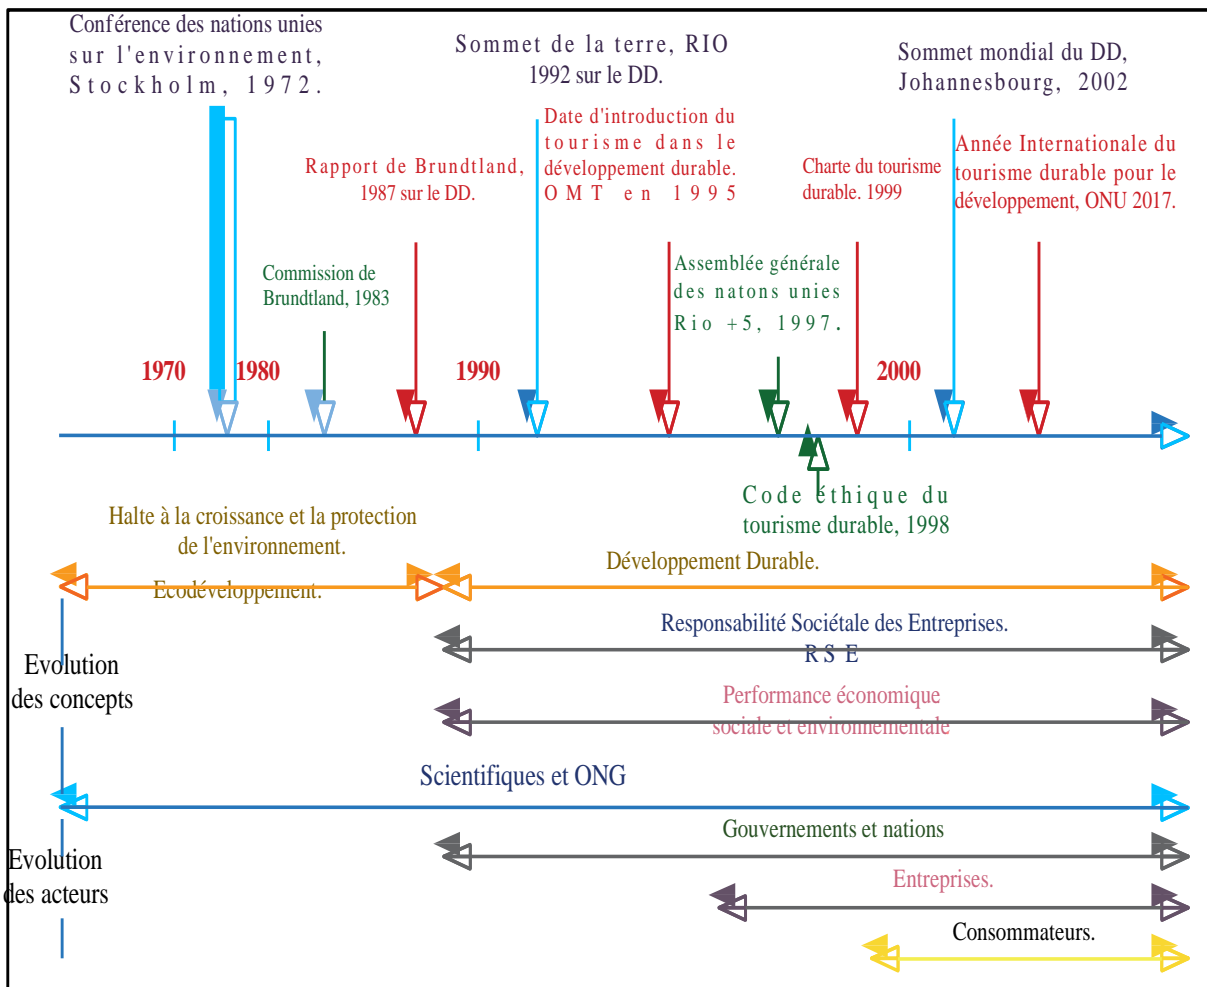 Conférence des nations unies
sur l'environnement,
Stockholm, 1972.
Sommet de la terre, RIO
1992 sur le DD.
Sommet mondial du DD,
Johannesbourg, 2002
Rapport de Brundtland,
1987 sur le DD.
Date d'introduction du
tourisme dans le
développement durable.
OMT en 1995
Charte du tourisme
durable. 1999
Année Internationale du
tourisme durable pour le
développement, ONU 2017.
Commission de
Brundtland, 1983
Assemblée générale
des natons unies
Rio +5, 1997.
1970
1980
1990
2000
Code éthique du
tourisme durable, 1998
Halte à la croissance et la protection
de l'environnement.
Ecodéveloppement.
Développement Durable.
Responsabilité Sociétale des Entreprises.
RSE
Evolution
des concepts
Performance économique
sociale et environnementale
Scientifiques et ONG
Gouvernements et nations
Evolution
des acteurs
Entreprises.
Consommateurs.